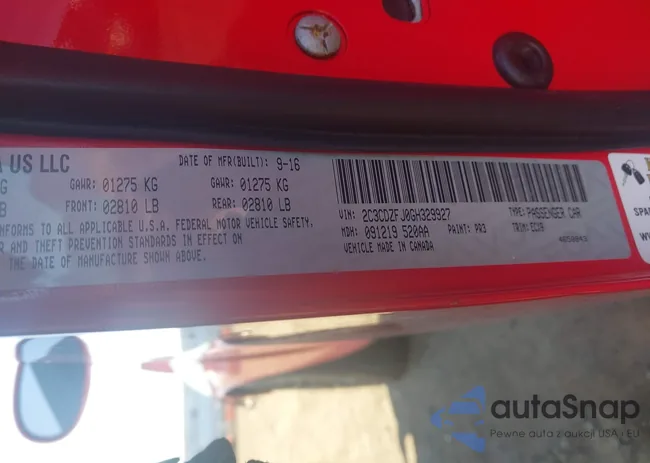 A US LLC
DATE OF MFR(BUILT): 9-16
G GAWR: 01275 KG GAWR: 01275 KG
B FRONT: 02810 LB REAR: 02810 LB
NFORMS TO ALL APPLICABLE U.S.A. FEDERAL MOTOR VEHICLE SAFETY,
ER AND THEFT PREVENTION STANDARDS IN EFFECT
THE DATE OF MANUFACTURE SHOWN ABOVE.
VIN: 2C3CDZFJ0GH329927 TYPE: PASSENGER CAR
MDH: 091219 520AA PAINT: PR3 TRIM:
VEHICLE MADE IN CANADA
SPA
autaSnap
Pewne auta z aukcji USA i EU